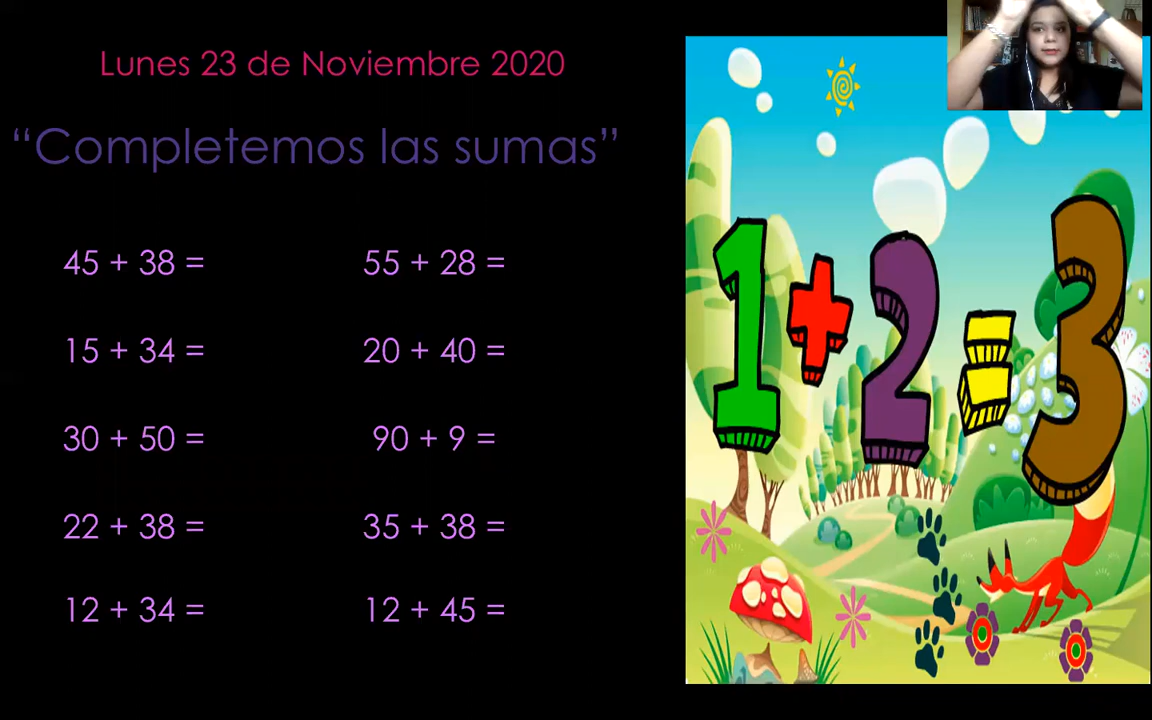 Lunes 23 de Noviembre 2020
“Completemos las sumas”
45 + 38 =
55 + 28 =
15 + 34 =
20 + 40 =
30 + 50 =
90 + 9 =
22 + 38 =
35 + 38 =
12 + 34 =
12 + 45 =
1+2=3